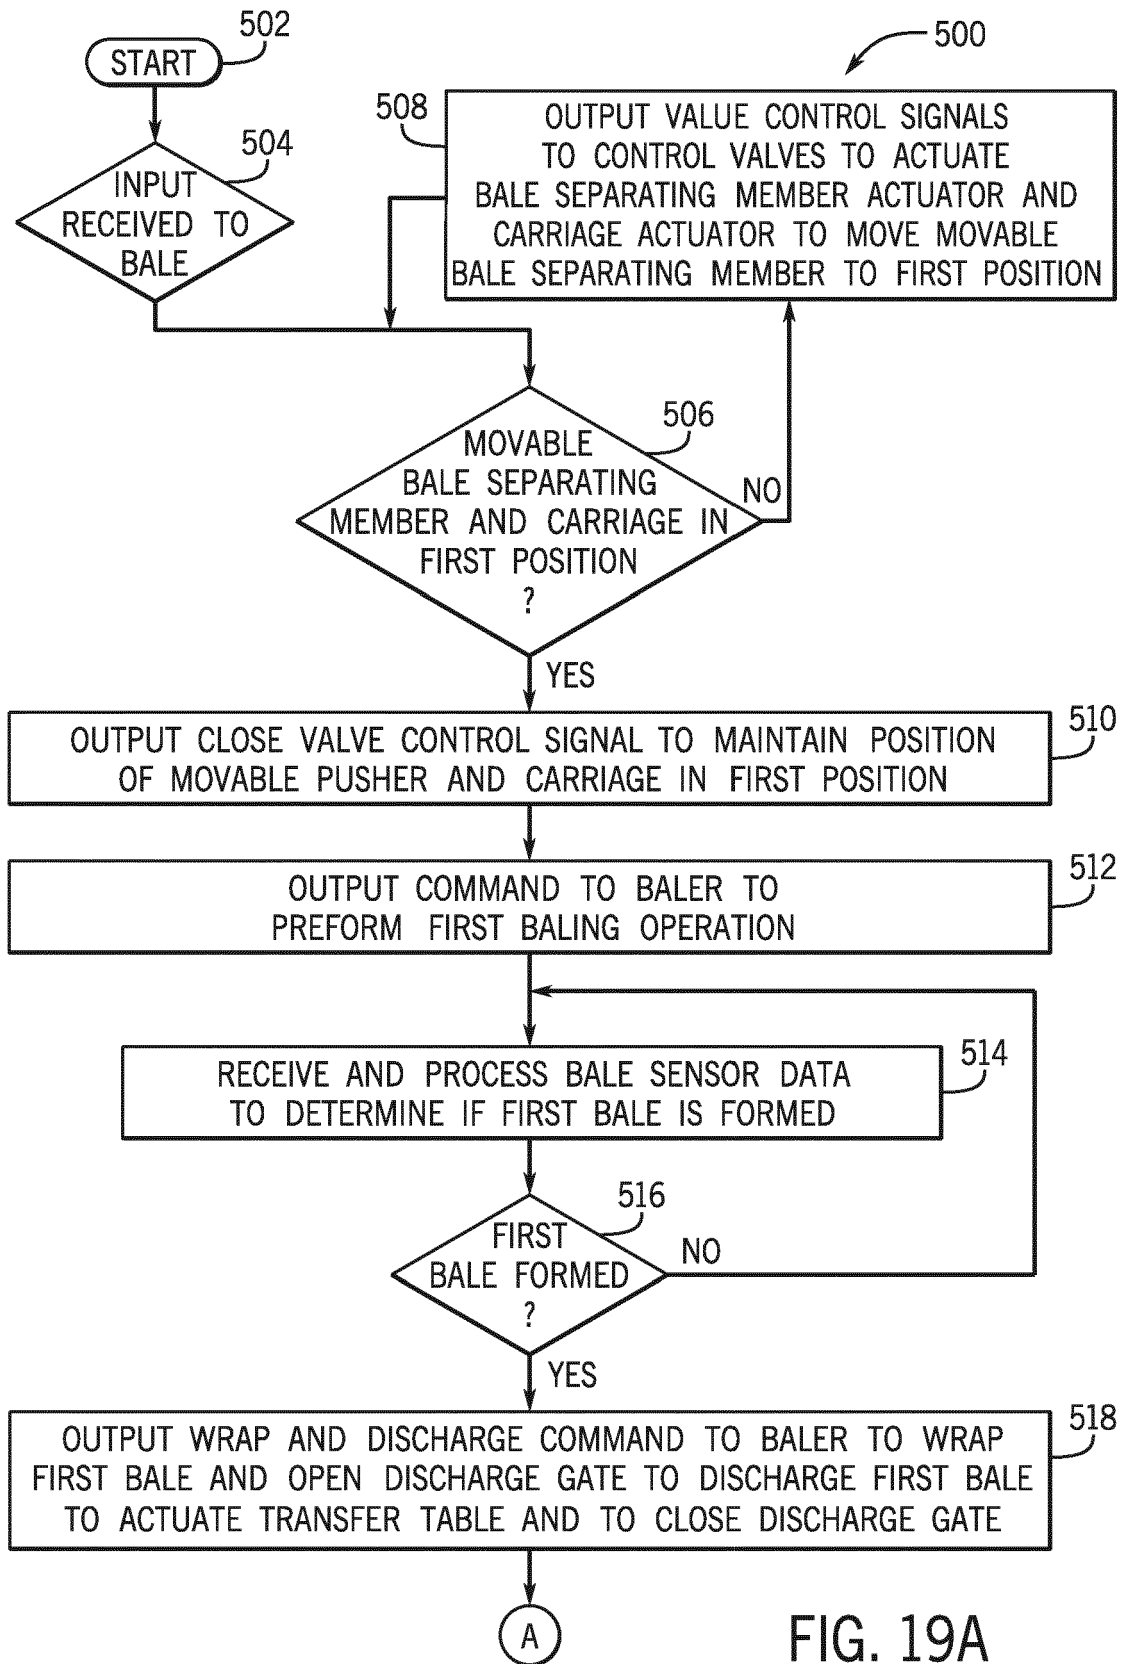 502
START
500
508
OUTPUT VALUE CONTROL SIGNALS
TO CONTROL VALVES TO ACTUATE
BALE SEPARATING MEMBER ACTUATOR AND
CARRIAGE ACTUATOR TO MOVE MOVABLE
BALE SEPARATING MEMBER TO FIRST POSITION
504
INPUT
RECEIVED TO
BALE
506
MOVABLE
BALE SEPARATING
MEMBER AND CARRIAGE IN
FIRST POSITION
?
NO
YES
510
OUTPUT CLOSE VALVE CONTROL SIGNAL TO MAINTAIN POSITION
OF MOVABLE PUSHER AND CARRIAGE IN FIRST POSITION
512
OUTPUT COMMAND TO BALER TO
PREFORM FIRST BALING OPERATION
514
RECEIVE AND PROCESS BALE SENSOR DATA
TO DETERMINE IF FIRST BALE IS FORMED
516
FIRST
BALE FORMED
?
NO
YES
518
OUTPUT WRAP AND DISCHARGE COMMAND TO BALER TO WRAP
FIRST BALE AND OPEN DISCHARGE GATE TO DISCHARGE FIRST BALE
TO ACTUATE TRANSFER TABLE AND TO CLOSE DISCHARGE GATE
A
FIG. 19A